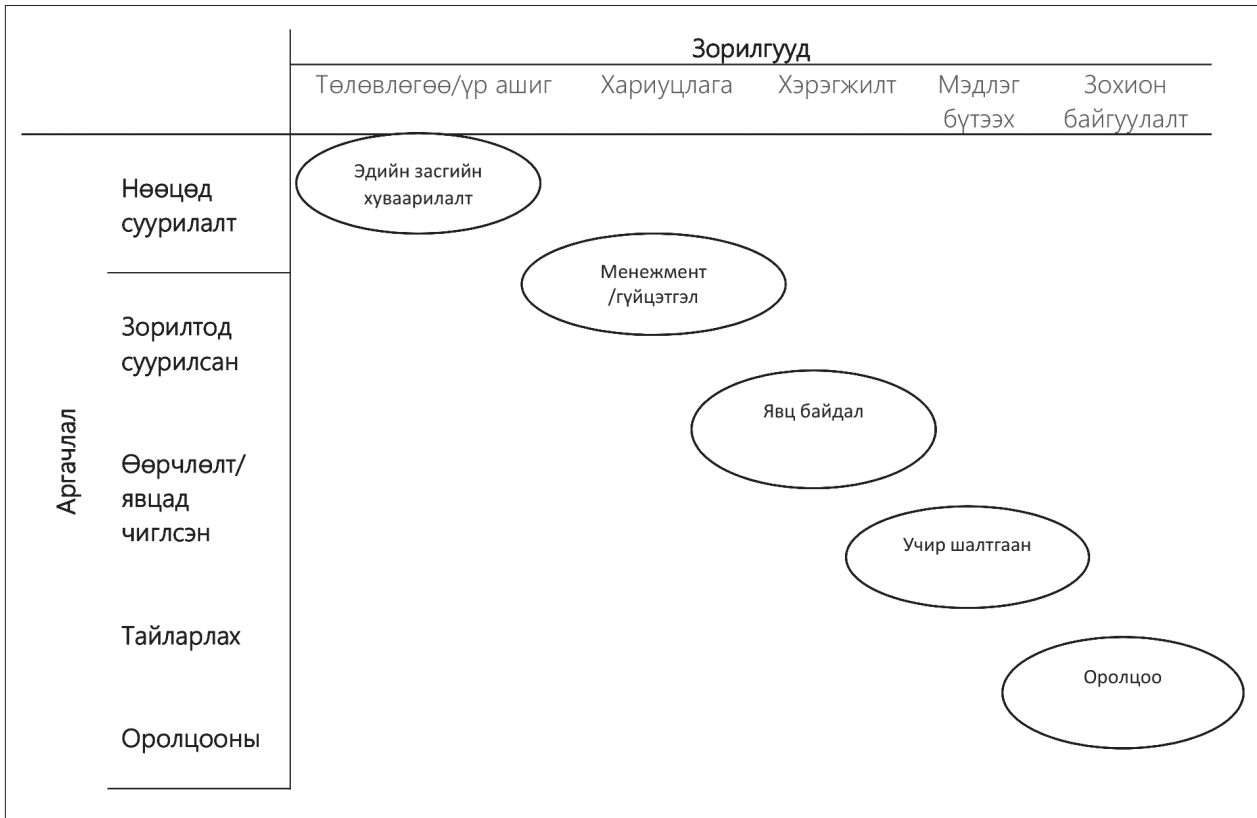 Зорилгууд
Төлөвлөгөө/үр ашиг
Хариуцлага
Хэрэгжилт
Мэдлэг
бүтээх
Зохион
байгуулалт
Аргачлал
Нөөцөд
суурилалт
Эдийн засгийн
хуваарилалт
Менежмент
/гүйцэтгэл
Зорилтод
суурилсан
Явц байдал
Өөрчлөлт/
явцад
чиглсэн
Учир шалтгаан
Тайларлах
Оролцоо
Оролцооны